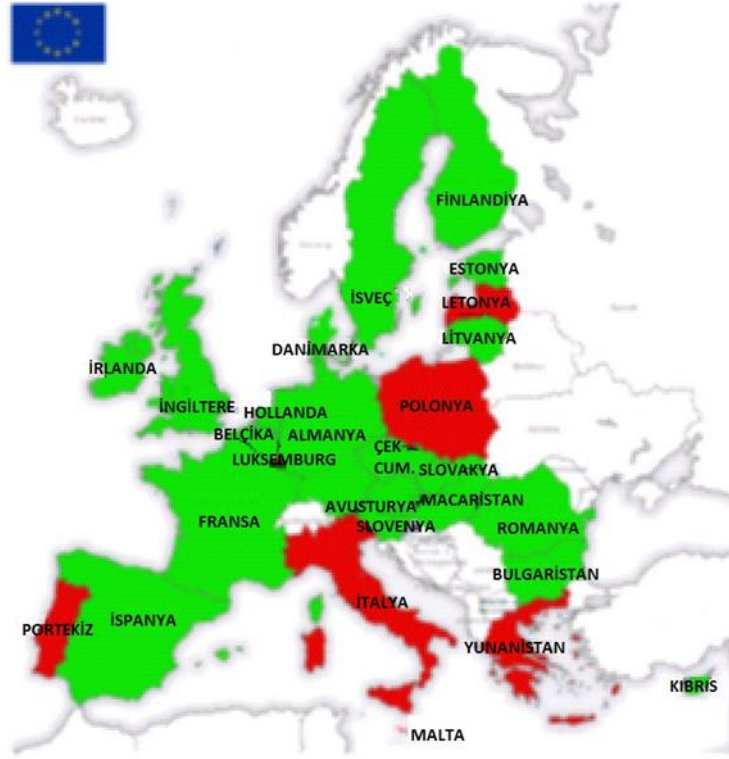 FİNLANDİYA
ESTONYA
İSVEÇ
LETONYA
LİTVANYA
DANİMARKA
İRLANDA
İNGİLTERE
HOLLANDA
POLONYA
BELÇİKA
ALMANYA
LUKSEMBURG
ÇEK
CUM.
SLOVAKYA
AVUSTURYA
MACARİSTAN
FRANSA
SLOVENYA
ROMANYA
BULGARİSTAN
İTALYA
İSPANYA
PORTEKİZ
YUNANİSTAN
KIBRIS
MALTA